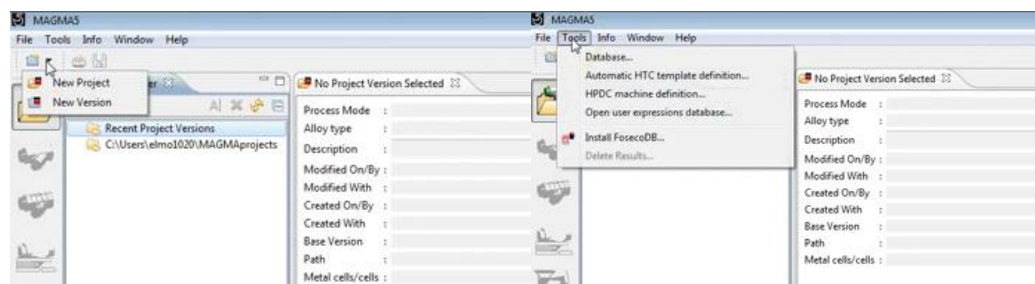 MAGMA5
File Tools Info Window Help
New Project
New Version
er
Recent Project Versions
C:\Users\elmo1020\MAGMAprojects
No Project Version Selected
Process Mode :
Alloy type :
Description :
Modified On/By :
Modified With :
Created On/By :
Created With :
Base Version :
Path :
Metal cells/cells :
MAGMA5
File Tools Info Window Help
Database...
Automatic HTC template definition...
HPDC machine definition...
Open user expressions database...
Install FosecoDB...
Delete Results...
No Project Version Selected
Process Mode :
Alloy type :
Description :
Modified On/By :
Modified With :
Created On/By :
Created With :
Base Version :
Path :
Metal cells/cells :